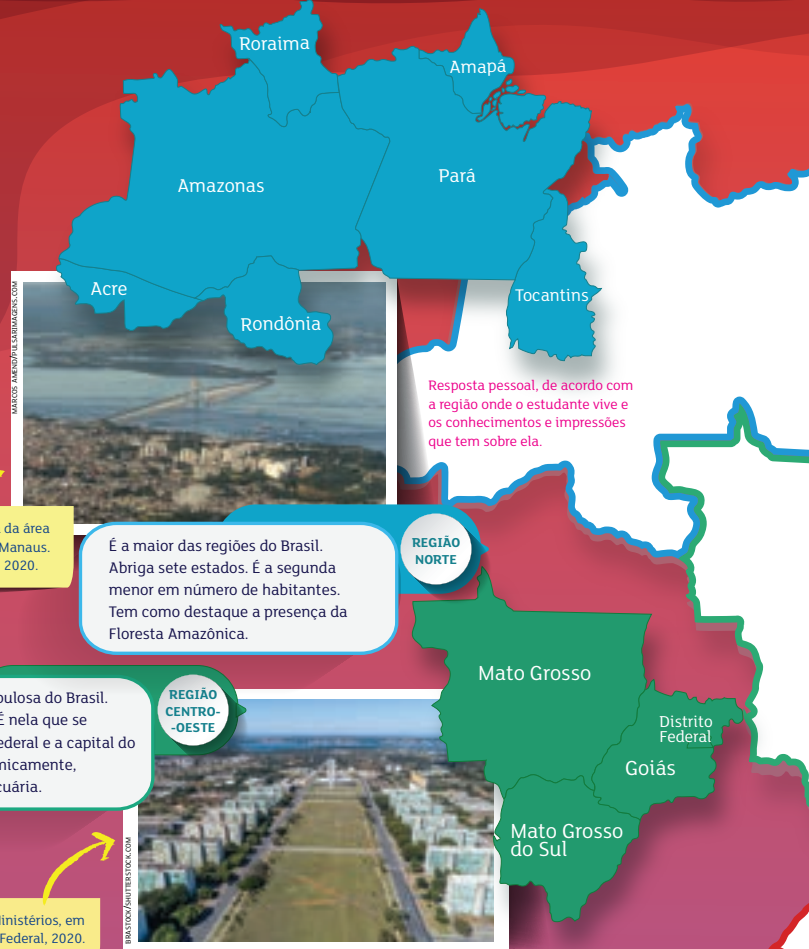 Roraima
Amapá
Amazonas
Pará
Acre
Rondônia
Tocantins
MARCOS AMEND/PULSARIMAGENS.COM
Resposta pessoal, de acordo com
a região onde o estudante vive e
os conhecimentos e impressões
que tem sobre ela.
da área
Manaus.
2020.
É a maior das regiões do Brasil.
Abriga sete estados. É a segunda
menor em número de habitantes.
Tem como destaque a presença da
Floresta Amazônica.
REGIÃO
NORTE
pulosa do Brasil.
É nela que se
ederal e a capital do
micamente,
cuária.
REGIÃO
CENTRO-
-OESTE
Mato Grosso
Distrito
Federal
Goiás
Mato Grosso
do Sul
BRASTOCK/SHUTTERSTOCK.COM
inistérios, em
Federal, 2020.